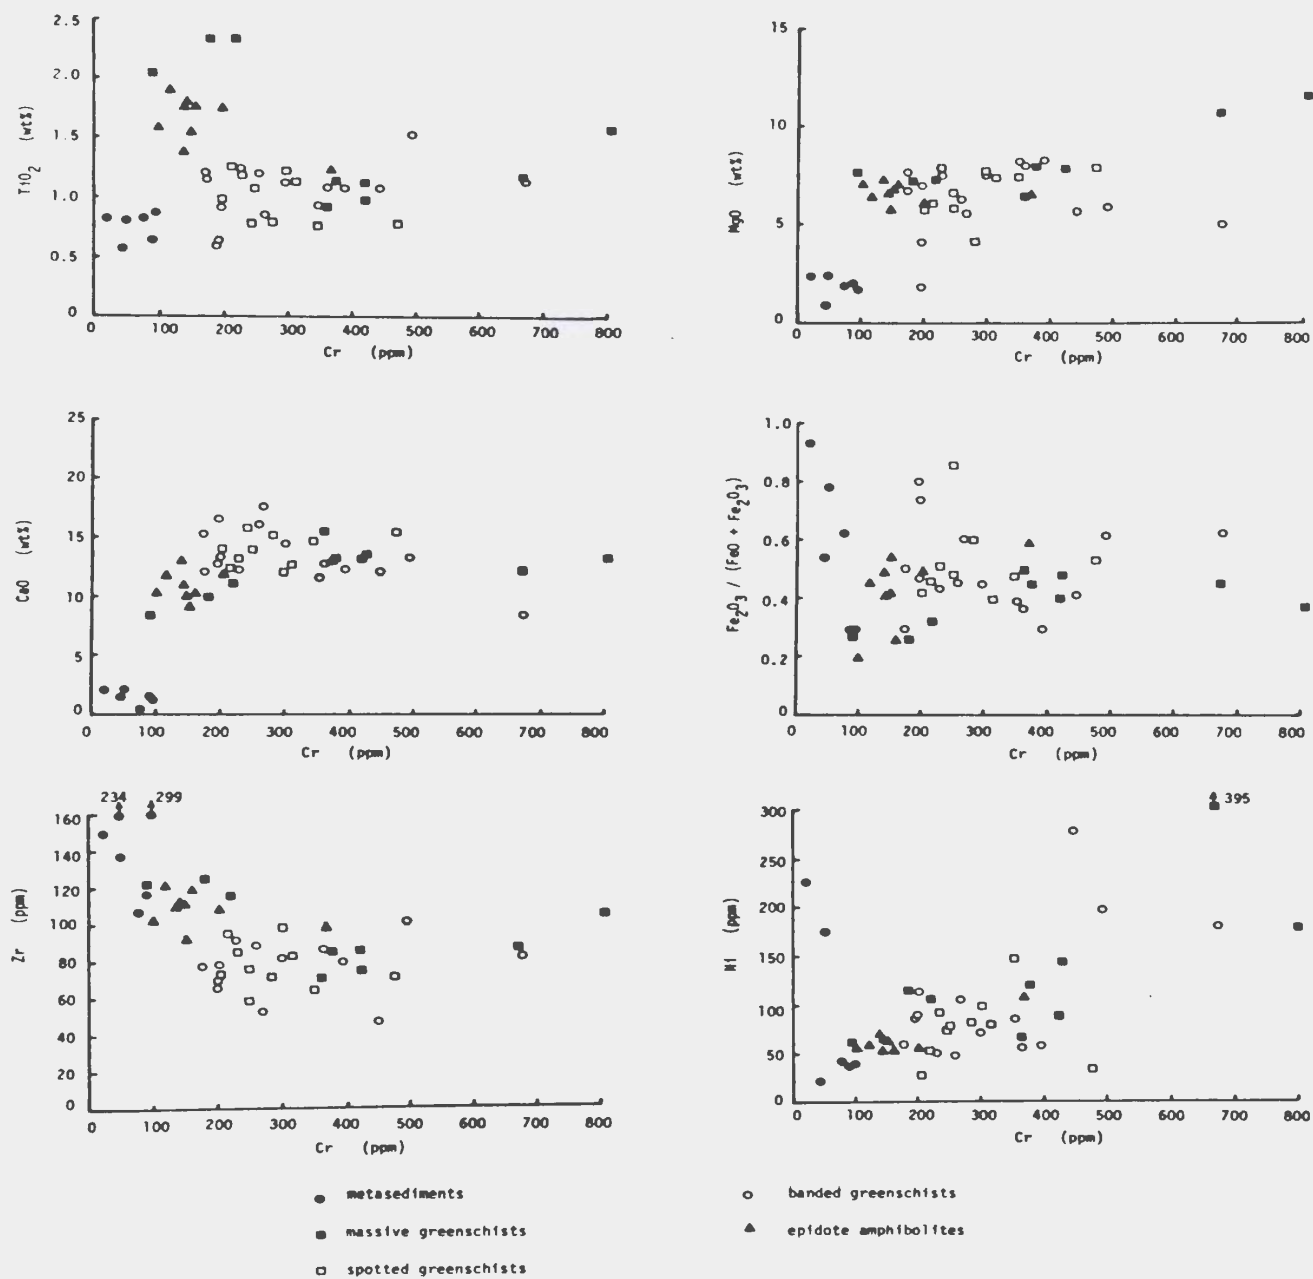 2.5
2.0
1.5
1.0
0.5
0
TiO2 (wt%)
0 100 200 300 400 500 600 700 800
Cr (ppm)
15
10
5
0
MgO (wt%)
0 100 200 300 400 500 600 700 800
Cr (ppm)
25
20
15
10
5
0
CaO (wt%)
0 100 200 300 400 500 600 700 800
Cr (ppm)
1.0
0.8
0.6
0.4
0.2
0
Fe2O3 / (FeO + Fe2O3)
0 100 200 300 400 500 600 700 800
Cr (ppm)
234 299
160
140
120
100
80
60
40
20
0
Zr (ppm)
0 100 200 300 400 500 600 700 800
Cr (ppm)
395
300
250
200
150
100
50
0
Ni (ppm)
0 100 200 300 400 500 600 700 800
Cr (ppm)
metasediments
massive greenschists
spotted greenschists
banded greenschists
epidote amphibolites